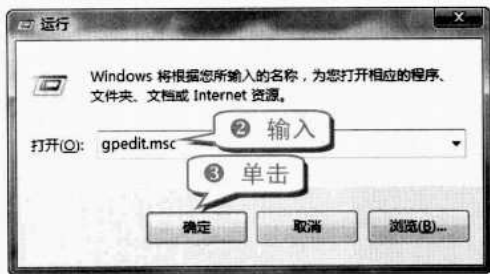 运行
Windows 将根据您所输入的名称，为您打开相应的程序、
文件夹、文档或 Internet 资源。
打开(O): gpedit.msc
❷ 输入
❸ 单击
确定 取消 浏览(B)...